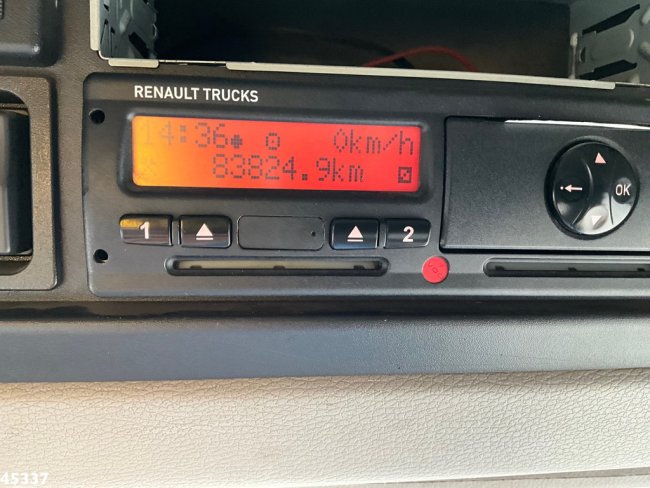 RENAULT TRUCKS
14:36 0km/h
83824.9km
1 2
OK
45337